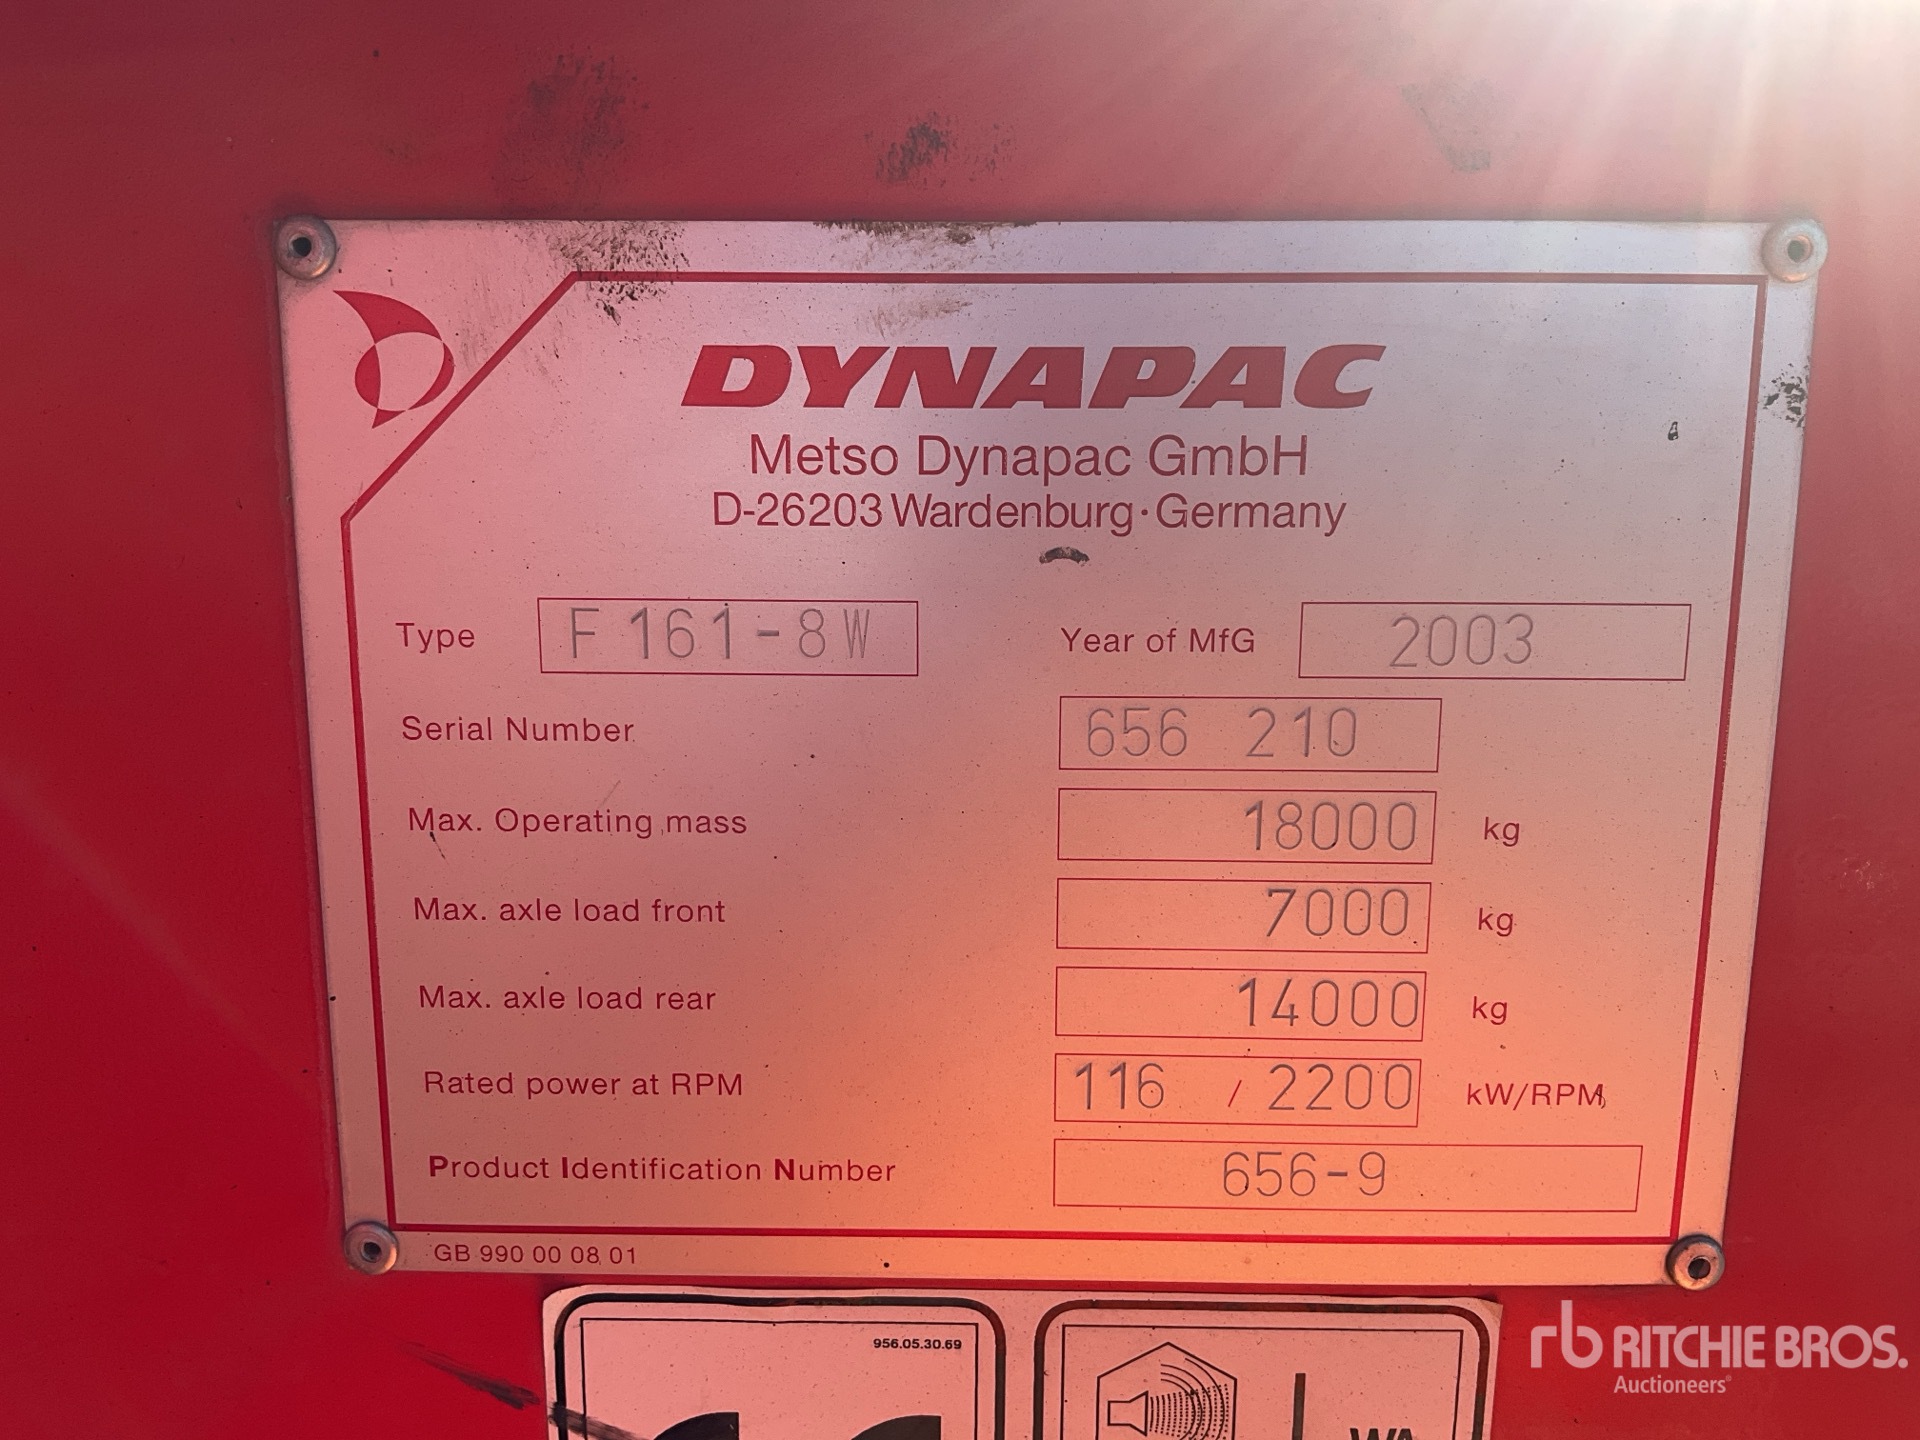 DYNAPAC
Metso Dynapac GmbH
D-26203 Wardenburg·Germany
Type F 161-8W Year of MfG 2003
Serial Number 656 210
Max. Operating mass 18000 kg
Max. axle load front 7000 kg
Max. axle load rear 14000 kg
Rated power at RPM 116 / 2200 kW/RPM
Product Identification Number 656-9
GB 990 00 08 01
956.05.30.69
rb RITCHIE BROS.
Auctioneers